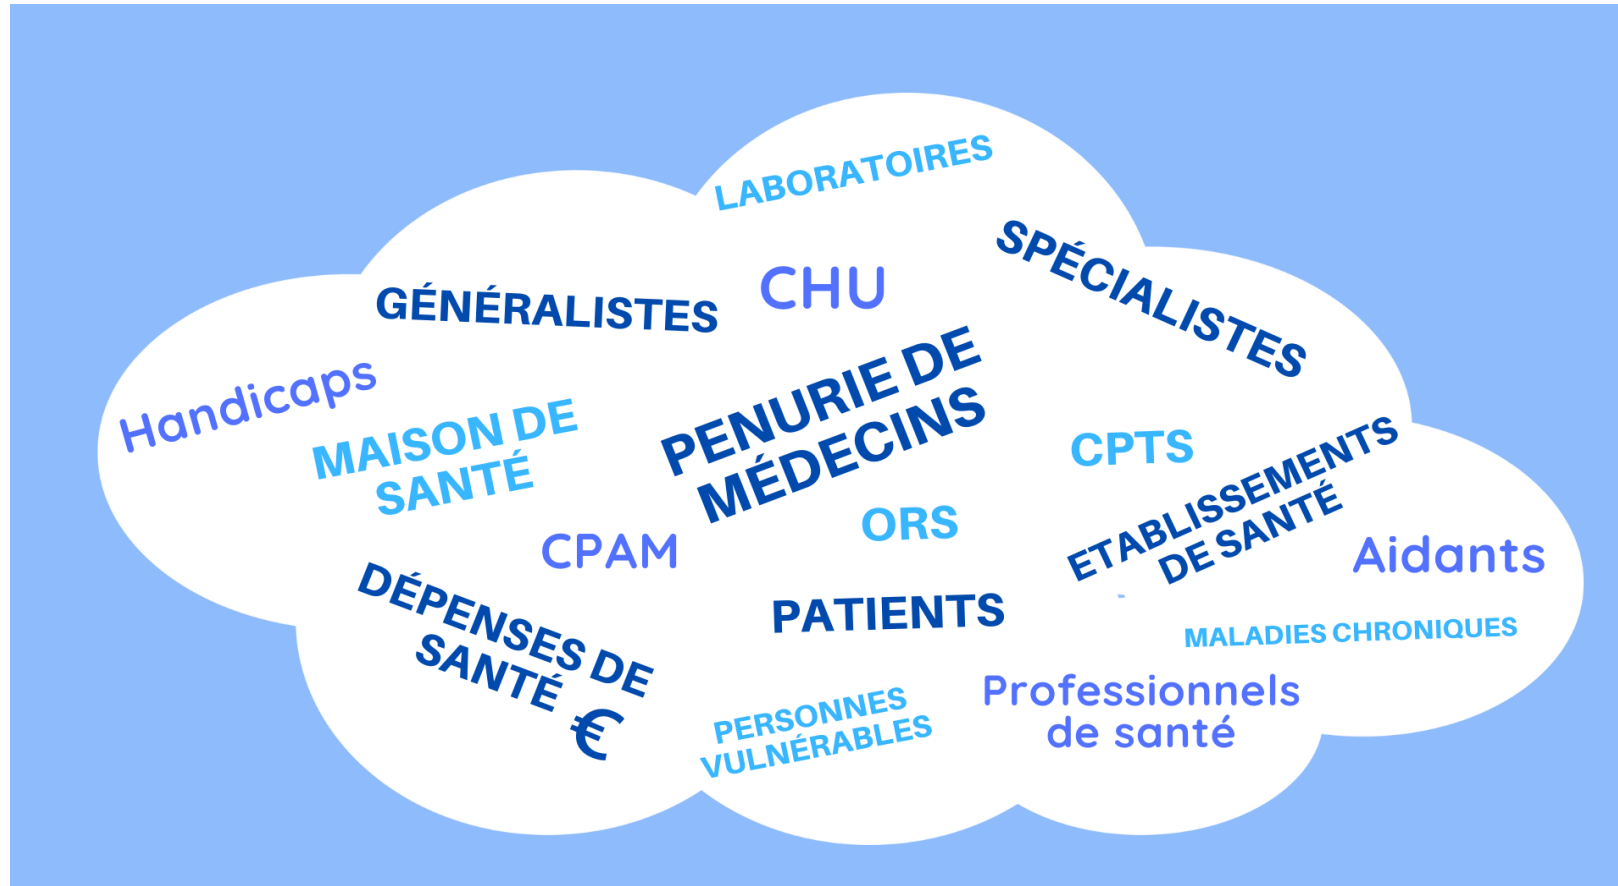 LABORATOIRES
SPÉCIALISTES
CHU
GÉNÉRALISTES
Handicaps
PENURIE DE
MÉDECINS
MAISON DE
SANTÉ
CPTS
ETABLISSEMENTS
DE SANTÉ
ORS
CPAM
Aidants
DÉPENSES DE
SANTÉ €
PATIENTS
MALADIES CHRONIQUES
Professionnels
de santé
PERSONNES
VULNÉRABLES